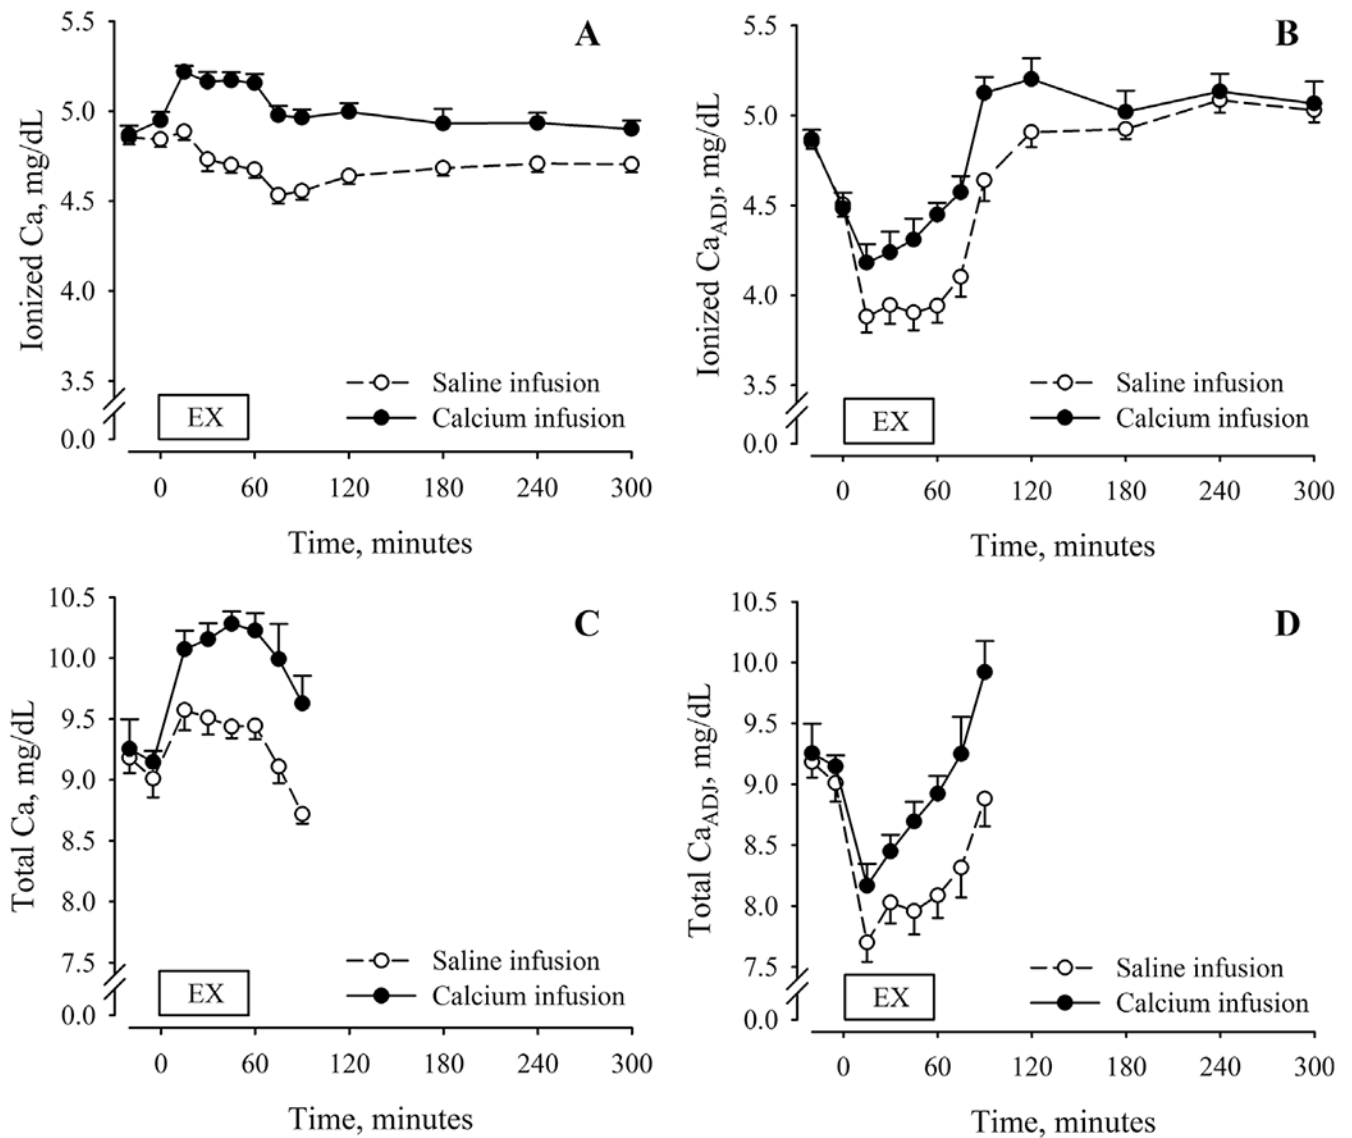 A
Ionized Ca, mg/dL
5.5
5.0
4.5
4.0
3.5
0.0
Saline infusion
Calcium infusion
EX
0 60 120 180 240 300
Time, minutes
B
Ionized Ca_ADJ, mg/dL
5.5
5.0
4.5
4.0
3.5
0.0
Saline infusion
Calcium infusion
EX
0 60 120 180 240 300
Time, minutes
C
Total Ca, mg/dL
10.5
10.0
9.5
9.0
8.5
8.0
7.5
0.0
Saline infusion
Calcium infusion
EX
0 60 120 180 240 300
Time, minutes
D
Total Ca_ADJ, mg/dL
10.5
10.0
9.5
9.0
8.5
8.0
7.5
0.0
Saline infusion
Calcium infusion
EX
0 60 120 180 240 300
Time, minutes